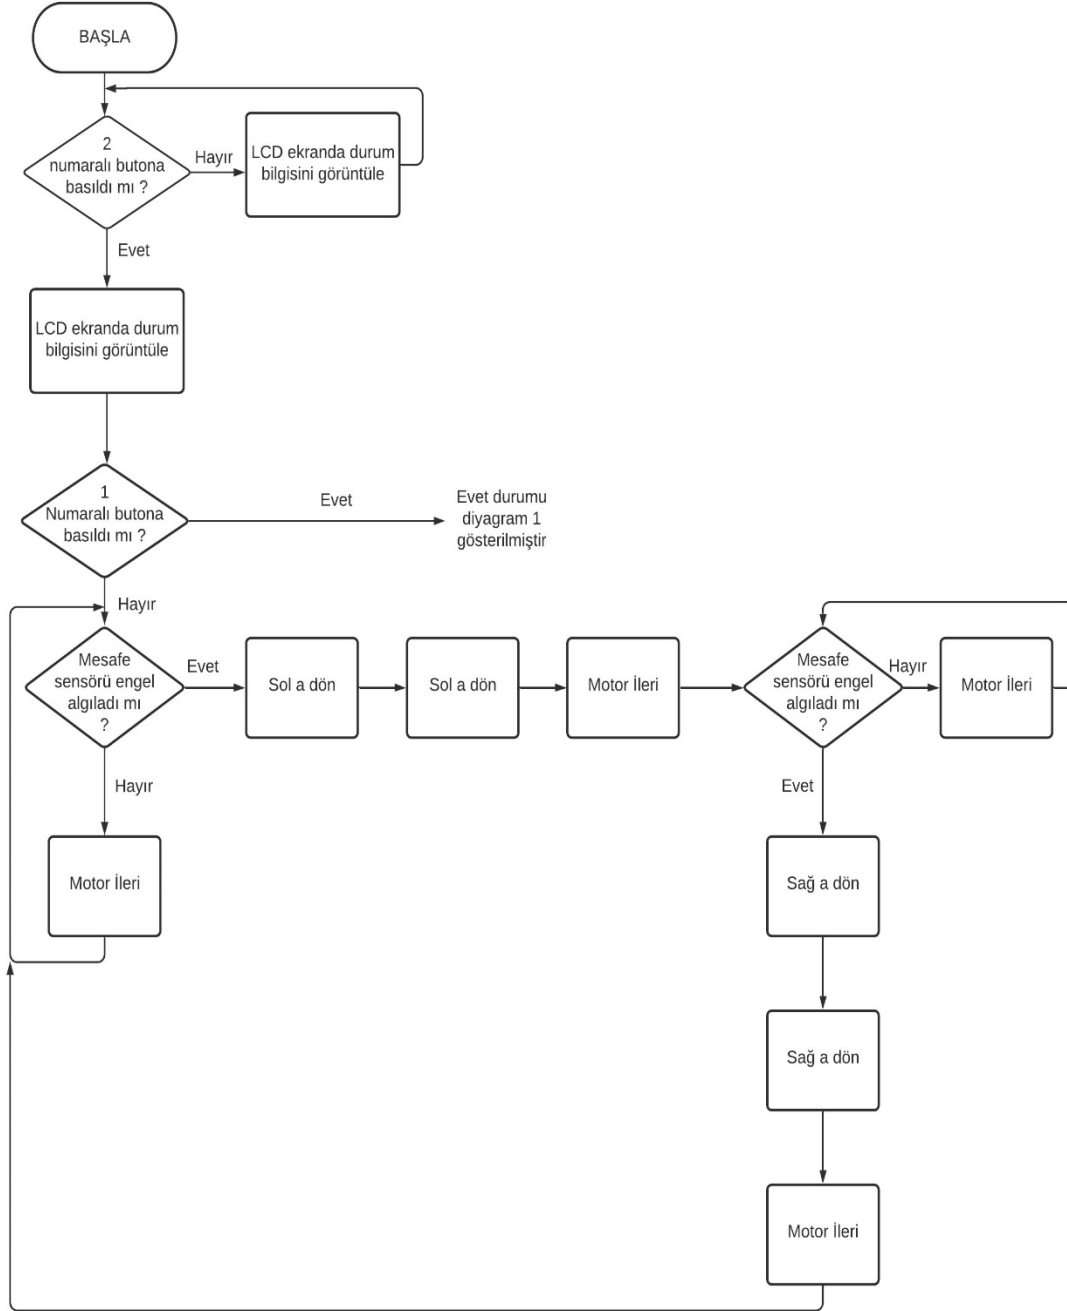 BAŞLA
2
numaralı butona
basıldı mı ?
Hayır
LCD ekranda durum
bilgisini görüntüle
Evet
LCD ekranda durum
bilgisini görüntüle
1
Numaralı butona
basıldı mı ?
Evet
Evet durumu
diyagram 1
gösterilmiştir
Hayır
Mesafe
sensörü engel
algıladı mı
?
Evet
Sol a dön
Sol a dön
Motor İleri
Mesafe
sensörü engel
algıladı mı
?
Hayır
Motor İleri
Hayır
Motor İleri
Evet
Sağ a dön
Sağ a dön
Motor İleri